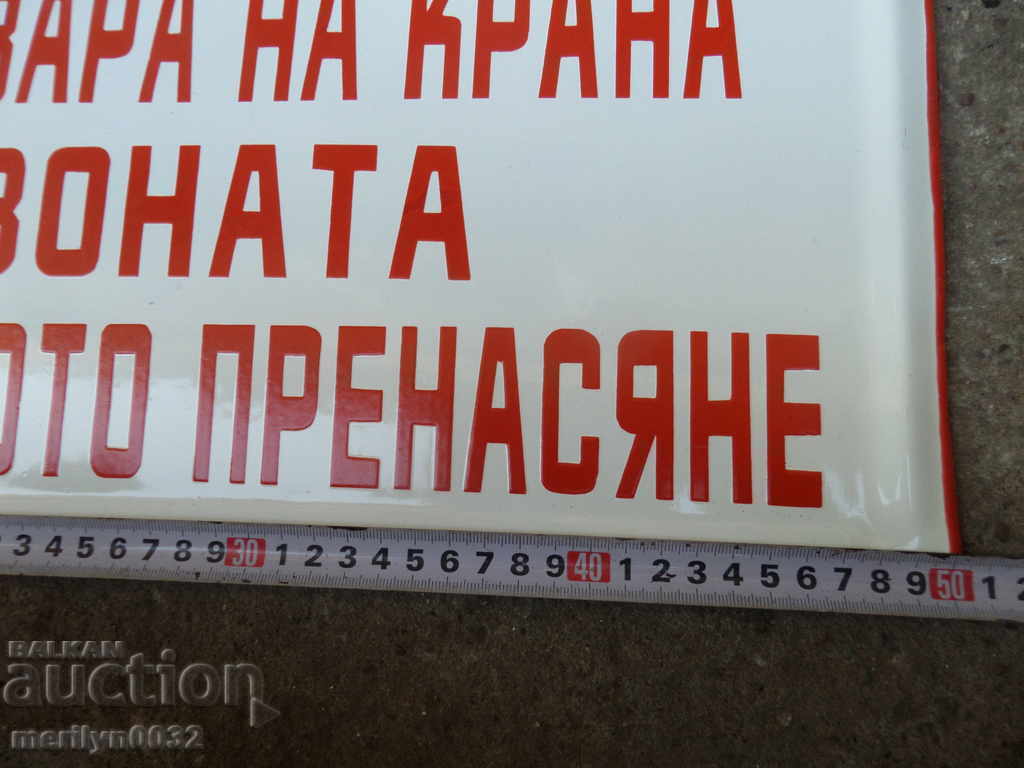 ВАРА НА КРАНА
ЗОНАТА
ОТО ПРЕНАСЯНЕ
3 4 5 6 7 8 9 30 1 2 3 4 5 6 7 8 9 40 1 2 3 4 5 6 7 8 9 50 1 2
BALKAN
auction
merilyn0032